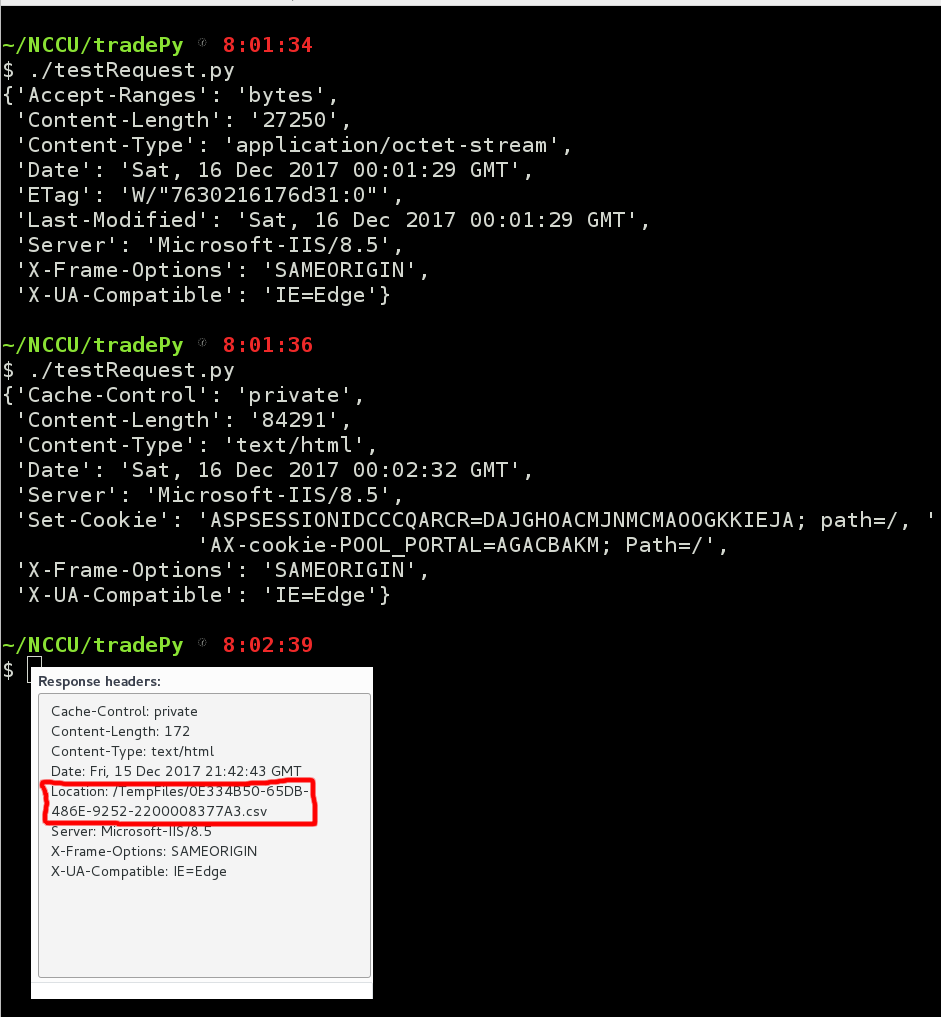 ~/NCCU/tradePy 8:01:34
$ ./testRequest.py
{'Accept-Ranges': 'bytes',
'Content-Length': '27250',
'Content-Type': 'application/octet-stream',
'Date': 'Sat, 16 Dec 2017 00:01:29 GMT',
'ETag': 'W/"7630216176d31:0"',
'Last-Modified': 'Sat, 16 Dec 2017 00:01:29 GMT',
'Server': 'Microsoft-IIS/8.5',
'X-Frame-Options': 'SAMEORIGIN',
'X-UA-Compatible': 'IE=Edge'}
~/NCCU/tradePy 8:01:36
$ ./testRequest.py
{'Cache-Control': 'private',
'Content-Length': '84291',
'Content-Type': 'text/html',
'Date': 'Sat, 16 Dec 2017 00:02:32 GMT',
'Server': 'Microsoft-IIS/8.5',
'Set-Cookie': 'ASPSESSIONIDCCCQARCR=DAJGHOACMJNMCMAOOGKKIEJA; path=/, '
'AX-cookie-POOL_PORTAL=AGACBAKM; Path=/',
'X-Frame-Options': 'SAMEORIGIN',
'X-UA-Compatible': 'IE=Edge'}
~/NCCU/tradePy 8:02:39
$
Response headers:
Cache-Control: private
Content-Length: 172
Content-Type: text/html
Date: Fri, 15 Dec 2017 21:42:43 GMT
Location: /TempFiles/0E334B50-65DB-
486E-9252-2200008377A3.csv
Server: Microsoft-IIS/8.5
X-Frame-Options: SAMEORIGIN
X-UA-Compatible: IE=Edge